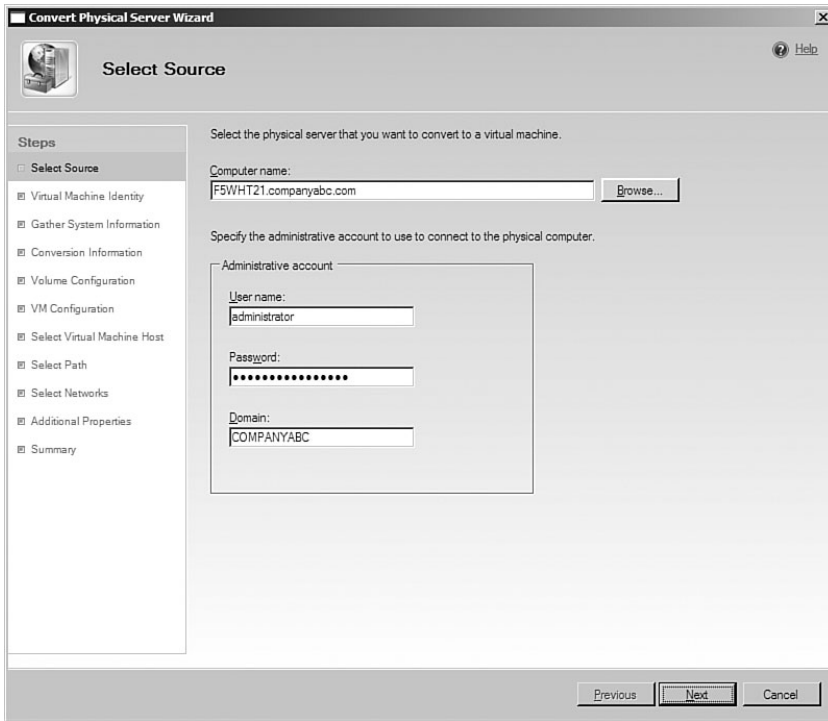 Convert Physical Server Wizard
Select Source
Help
Steps
Select Source
Virtual Machine Identity
Gather System Information
Conversion Information
Volume Configuration
VM Configuration
Select Virtual Machine Host
Select Path
Select Networks
Additional Properties
Summary
Select the physical server that you want to convert to a virtual machine.
Computer name:
F5WHT21.companyabc.com
Browse...
Specify the administrative account to use to connect to the physical computer.
Administrative account
User name:
administrator
Password:
••••••••••••••••
Domain:
COMPANYABC
Previous
Next
Cancel